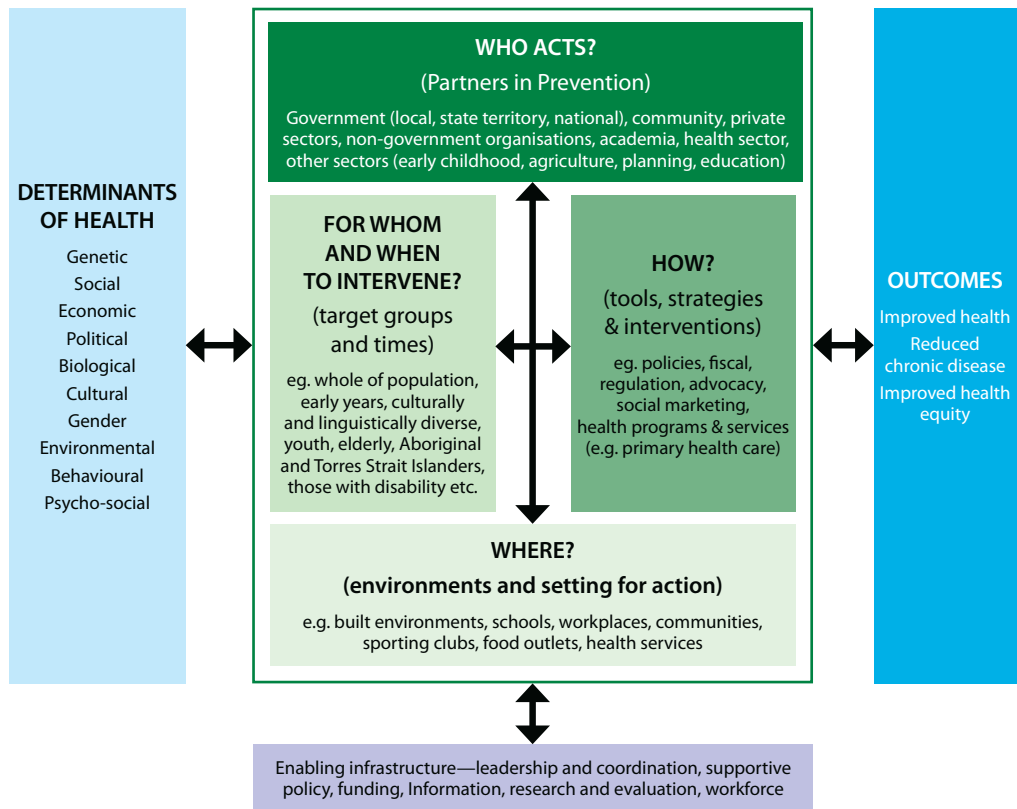 DETERMINANTS
OF HEALTH
Genetic
Social
Economic
Political
Biological
Cultural
Gender
Environmental
Behavioural
Psycho-social
WHO ACTS?
(Partners in Prevention)
Government (local, state territory, national), community, private
sectors, non-government organisations, academia, health sector,
other sectors (early childhood, agriculture, planning, education)
FOR WHOM
AND WHEN
TO INTERVENE?
(target groups
and times)
eg. whole of population,
early years, culturally
and linguistically diverse,
youth, elderly, Aboriginal
and Torres Strait Islanders,
those with disability etc.
HOW?
(tools, strategies
& interventions)
eg. policies, fiscal,
regulation, advocacy,
social marketing,
health programs & services
(e.g. primary health care)
WHERE?
(environments and setting for action)
e.g. built environments, schools, workplaces, communities,
sporting clubs, food outlets, health services
OUTCOMES
Improved health
Reduced
chronic disease
Improved health
equity
Enabling infrastructure—leadership and coordination, supportive
policy, funding, Information, research and evaluation, workforce